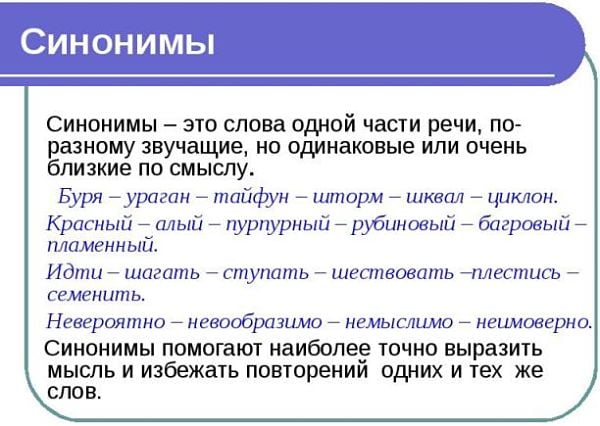 Синонимы
Синонимы – это слова одной части речи, по-
разному звучащие, но одинаковые или очень
близкие по смыслу.
Буря – ураган – тайфун – шторм – шквал – циклон.
Красный – алый – пурпурный – рубиновый – багровый –
пламенный.
Идти – шагать – ступать – шествовать –плестись –
семенить.
Невероятно – невообразимо – немыслимо – неимоверно.
Синонимы помогают наиболее точно выразить
мысль и избежать повторений одних и тех же
слов.